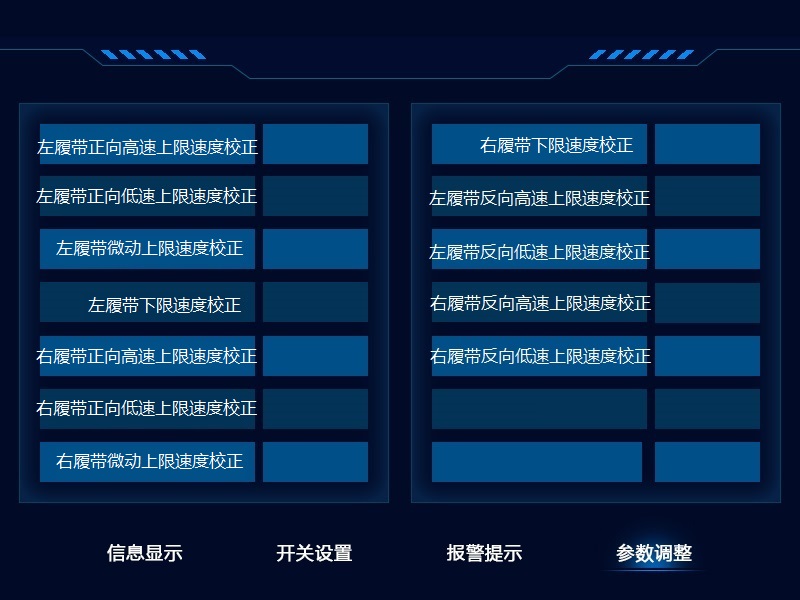 左履带正向高速上限速度校正
左履带正向低速上限速度校正
左履带微动上限速度校正
左履带下限速度校正
右履带正向高速上限速度校正
右履带正向低速上限速度校正
右履带微动上限速度校正
右履带下限速度校正
左履带反向高速上限速度校正
左履带反向低速上限速度校正
右履带反向高速上限速度校正
右履带反向低速上限速度校正
信息显示 开关设置 报警提示 参数调整